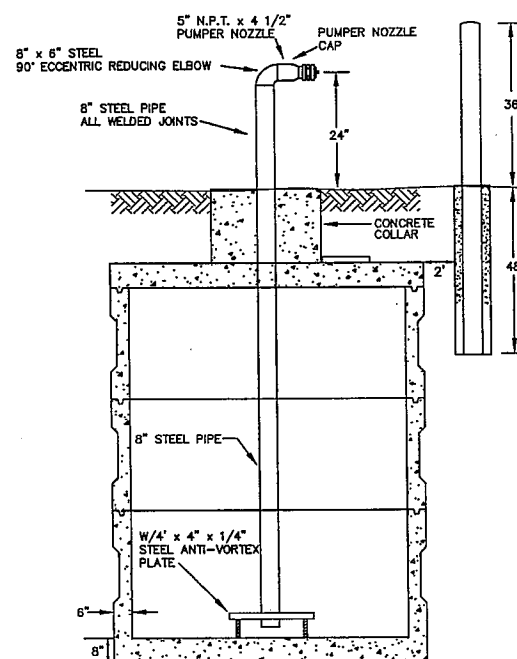 5" N.P.T. x 4 1/2"
PUMPER NOZZLE
PUMPER NOZZLE
CAP
8" x 6" STEEL
90° ECCENTRIC REDUCING ELBOW
8" STEEL PIPE
ALL WELDED JOINTS
24"
36
CONCRETE
COLLAR
2'
48
8" STEEL PIPE
W/4' x 4" x 1/4"
STEEL ANTI-VORTEX
PLATE
6"
8"